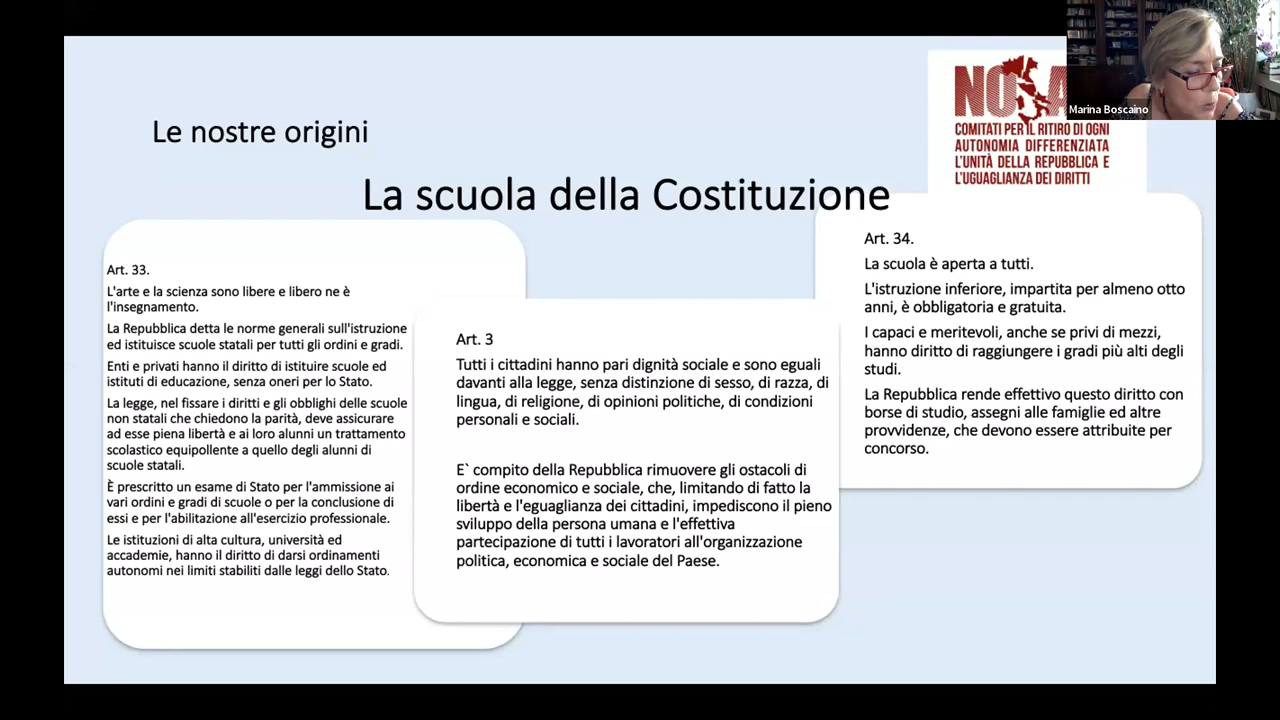 Marina Boscaino
NO
COMITATI PER IL RITIRO DI OGNI
AUTONOMIA DIFFERENZIATA
L'UNITÀ DELLA REPUBBLICA E
L'UGUAGLIANZA DEI DIRITTI
Le nostre origini
La scuola della Costituzione
Art. 33.
L'arte e la scienza sono libere e libero ne è
l'insegnamento.
La Repubblica detta le norme generali sull'istruzione
ed istituisce scuole statali per tutti gli ordini e gradi.
Enti e privati hanno il diritto di istituire scuole ed
istituti di educazione, senza oneri per lo Stato.
La legge, nel fissare i diritti e gli obblighi delle scuole
non statali che chiedono la parità, deve assicurare
ad esse piena libertà e ai loro alunni un trattamento
scolastico equipollente a quello degli alunni di
scuole statali.
È prescritto un esame di Stato per l'ammissione ai
vari ordini e gradi di scuole o per la conclusione di
essi e per l'abilitazione all'esercizio professionale.
Le istituzioni di alta cultura, università ed
accademie, hanno il diritto di darsi ordinamenti
autonomi nei limiti stabiliti dalle leggi dello Stato.
Art. 3
Tutti i cittadini hanno pari dignità sociale e sono eguali
davanti alla legge, senza distinzione di sesso, di razza, di
lingua, di religione, di opinioni politiche, di condizioni
personali e sociali.
E` compito della Repubblica rimuovere gli ostacoli di
ordine economico e sociale, che, limitando di fatto la
libertà e l'eguaglianza dei cittadini, impediscono il pieno
sviluppo della persona umana e l'effettiva
partecipazione di tutti i lavoratori all'organizzazione
politica, economica e sociale del Paese.
Art. 34.
La scuola è aperta a tutti.
L'istruzione inferiore, impartita per almeno otto
anni, è obbligatoria e gratuita.
I capaci e meritevoli, anche se privi di mezzi,
hanno diritto di raggiungere i gradi più alti degli
studi.
La Repubblica rende effettivo questo diritto con
borse di studio, assegni alle famiglie ed altre
provvidenze, che devono essere attribuite per
concorso.